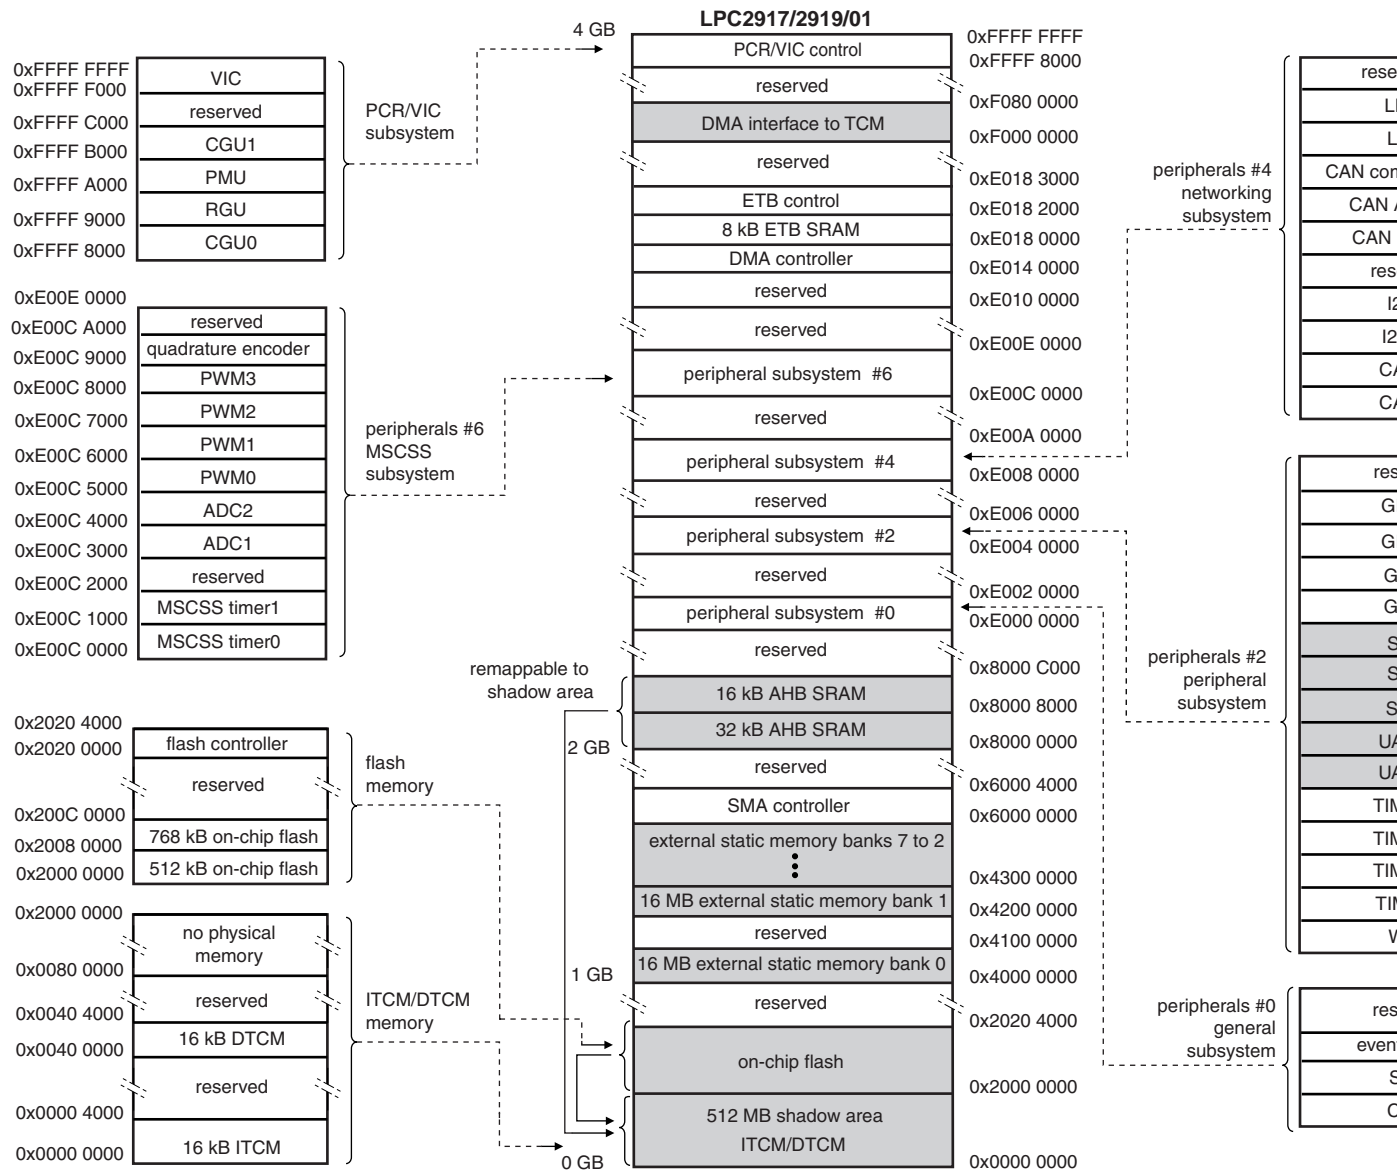 LPC2917/2919/01
4 GB
0xFFFF FFFF
0xFFFF F000
0xFFFF C000
0xFFFF B000
0xFFFF A000
0xFFFF 9000
0xFFFF 8000
VIC
reserved
CGU1
PMU
RGU
CGU0
PCR/VIC
subsystem
0xE00E 0000
0xE00C A000
0xE00C 9000
0xE00C 8000
0xE00C 7000
0xE00C 6000
0xE00C 5000
0xE00C 4000
0xE00C 3000
0xE00C 2000
0xE00C 1000
0xE00C 0000
reserved
quadrature encoder
PWM3
PWM2
PWM1
PWM0
ADC2
ADC1
reserved
MSCSS timer1
MSCSS timer0
peripherals #6
MSCSS
subsystem
0x2020 4000
0x2020 0000
0x200C 0000
0x2008 0000
0x2000 0000
flash controller
reserved
768 kB on-chip flash
512 kB on-chip flash
flash
memory
0x2000 0000
0x0080 0000
0x0040 4000
0x0040 0000
0x0000 4000
0x0000 0000
no physical
memory
reserved
16 kB DTCM
reserved
16 kB ITCM
ITCM/DTCM
memory
remappable to
shadow area
2 GB
1 GB
0 GB
PCR/VIC control
reserved
DMA interface to TCM
reserved
ETB control
8 kB ETB SRAM
DMA controller
reserved
reserved
peripheral subsystem #6
reserved
peripheral subsystem #4
reserved
peripheral subsystem #2
reserved
peripheral subsystem #0
reserved
16 kB AHB SRAM
32 kB AHB SRAM
reserved
SMA controller
external static memory banks 7 to 2
16 MB external static memory bank 1
reserved
16 MB external static memory bank 0
reserved
on-chip flash
512 MB shadow area
ITCM/DTCM
0xFFFF FFFF
0xFFFF 8000
0xF080 0000
0xF000 0000
0xE018 3000
0xE018 2000
0xE018 0000
0xE014 0000
0xE010 0000
0xE00E 0000
0xE00C 0000
0xE00A 0000
0xE008 0000
0xE006 0000
0xE004 0000
0xE002 0000
0xE000 0000
0x8000 C000
0x8000 8000
0x8000 0000
0x6000 4000
0x6000 0000
0x4300 0000
0x4200 0000
0x4100 0000
0x4000 0000
0x2020 4000
0x2000 0000
0x0000 0000
peripherals #4
networking
subsystem
CAN
CAN
CAN
peripherals #2
peripheral
subsystem
peripherals #0
general
subsystem